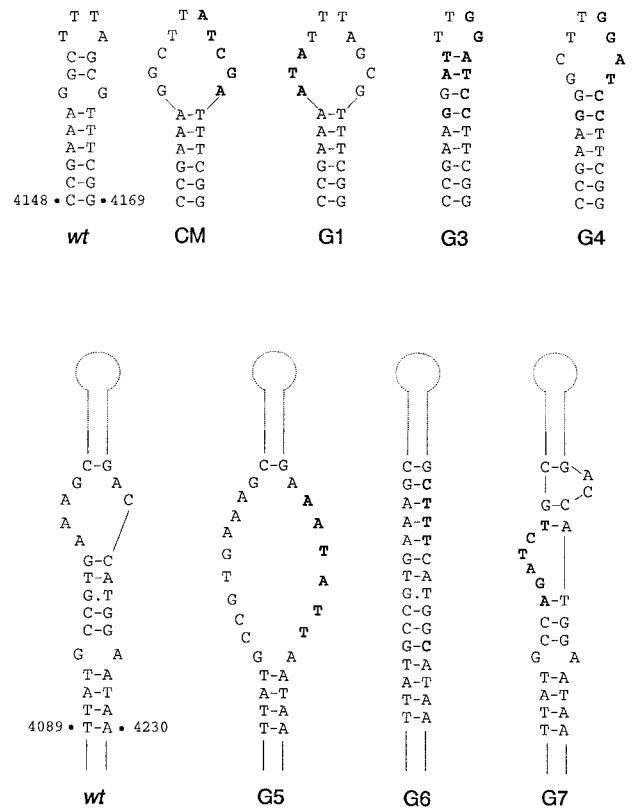 T T
T A
C-G
G-C
G G
A-T
A-T
A-T
G-C
C-G
4148 • C-G • 4169
wt
T A
T T
C C
G G
G A
A-T
A-T
A-T
G-C
C-G
C-G
CM
T T
T A
A G
T C
A G
A-T
A-T
A-T
G-C
C-G
C-G
G1
T G
T G
T-A
A-T
G-C
G-C
A-T
A-T
G-C
C-G
C-G
G3
T G
T G
C A
G T
G-C
G-C
A-T
A-T
G-C
C-G
C-G
G4
C-G
G A
A C
A
A
G-C
T-A
G.T
C-G
C-G
G A
T-A
A-T
T-A
4089 • T-A • 4230
wt
C-G
G A
A A
A A
A T
G A
T T
G T
C
C
G A
T-A
A-T
T-A
T-A
G5
C-G
G-C
A-T
A-T
A-T
G-C
T-A
G.T
C-G
C-G
G-C
T-A
A-T
T-A
T-A
G6
C-G A
C
G-C
T A
C
T
A
G
A-T
C-G
C-G
G A
T-A
A-T
T-A
T-A
G7